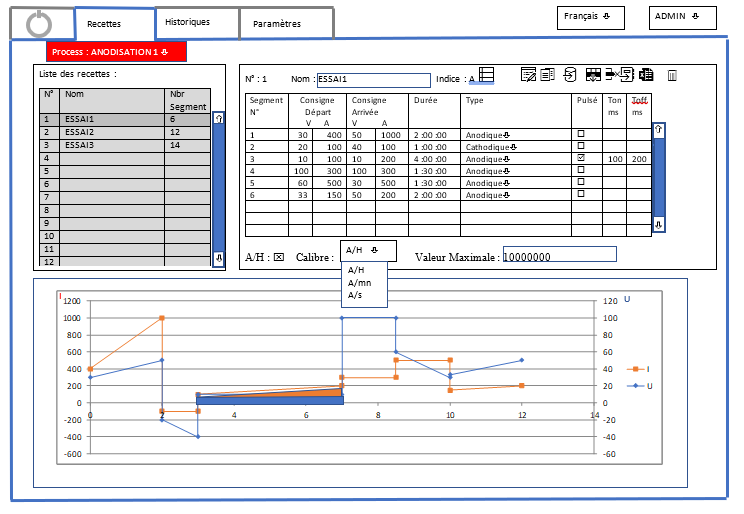 Recettes
Historiques
Paramètres
Français
ADMIN
Process : ANODISATION 1
Liste des recettes :
N° Nom Nbr Segment
1 ESSAI1 6
2 ESSAI2 12
3 ESSAI3 14
4
5
6
7
8
9
10
11
12
N° : 1 Nom : ESSAI1 Indice : A
Segment Consigne Consigne Durée Type Pulsé Ton Toff
N° Départ Arrivée ms ms
V A V A
1 30 400 50 1000 2 :00 :00 Anodique
2 20 100 40 100 1 :00 :00 Cathodique
3 10 100 10 200 4 :00 :00 Anodique 100 200
4 100 300 100 300 1 :30 :00 Anodique
5 60 500 30 500 1 :30 :00 Anodique
6 33 150 50 200 2 :00 :00 Anodique
A/H : Calibre : A/H Valeur Maximale : 10000000
A/H
A/mn
A/s
I U
1200 120
1000 100
800 80
600 60
400 40
200 20
0 0
-200 -20
-400 -40
-600 -60
0 2 4 6 8 10 12 14
I
U